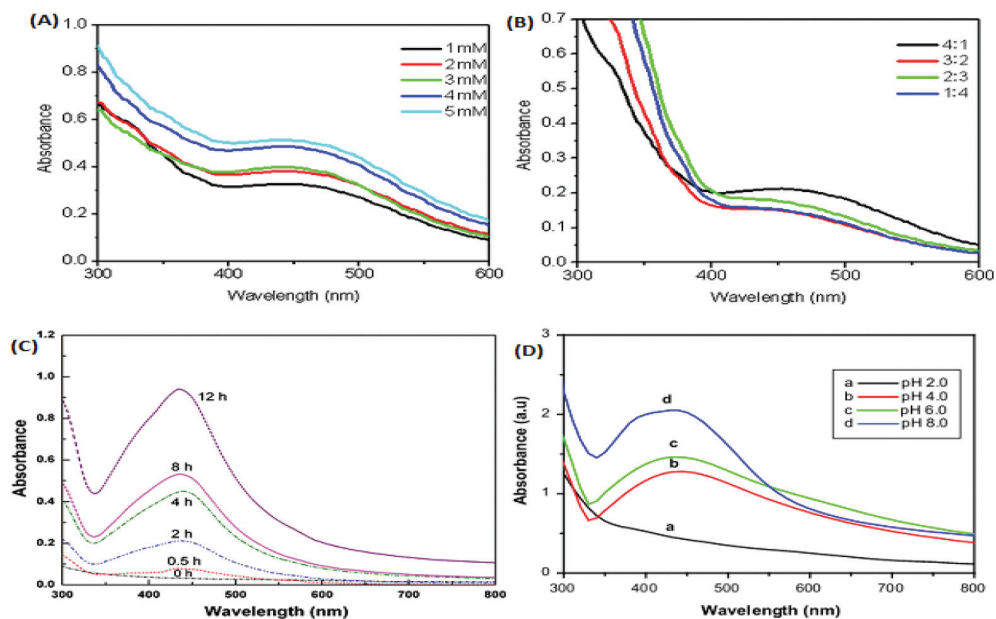 (A)
1 mM
2 mM
3 mM
4 mM
5 mM
Absorbance
1.0
0.8
0.6
0.4
0.2
0.0
300 400 500 600
Wavelength (nm)
(B)
4:1
3:2
2:3
1:4
Absorbance
0.7
0.6
0.5
0.4
0.3
0.2
0.1
0.0
300 400 500 600
Wavelength (nm)
(C)
12 h
8 h
4 h
2 h
0.5 h
0 h
Absorbance
1.2
1.0
0.8
0.6
0.4
0.2
0.0
300 400 500 600 700 800
Wavelength (nm)
(D)
a pH 2.0
b pH 4.0
c pH 6.0
d pH 8.0
d
c
b
a
Absorbance (a.u)
3
2
1
0
300 400 500 600 700 800
Wavelength (nm)